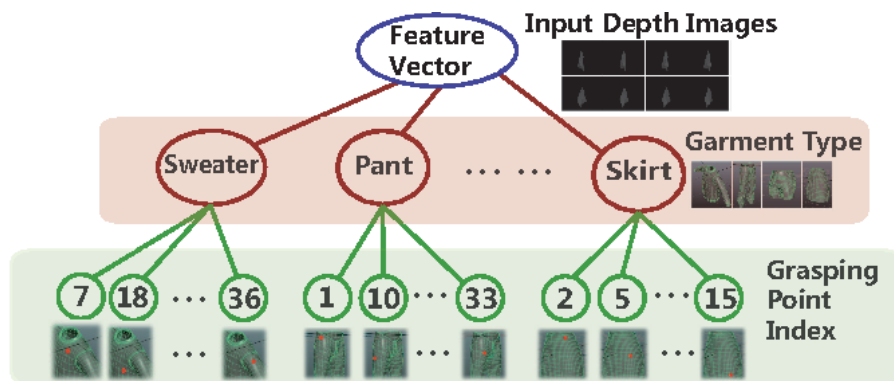 Feature
Vector
Input Depth Images
Garment Type
Sweater
Pant
... ...
Skirt
7
18
...
36
1
10
...
33
2
5
...
15
Grasping
Point
Index
...
...
...